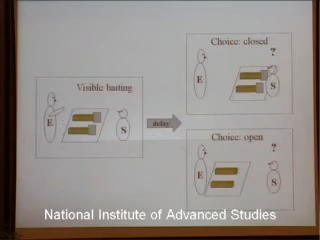 Choice: closed
?
E
S
Visible baiting
E
S
delay
Choice: open
?
E
S
National Institute of Advanced Studies